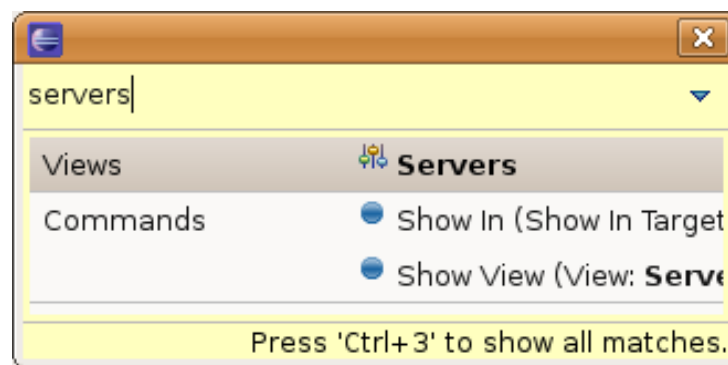 servers
Views Servers
Commands Show In (Show In Target
Show View (View: Serve
Press 'Ctrl+3' to show all matches.